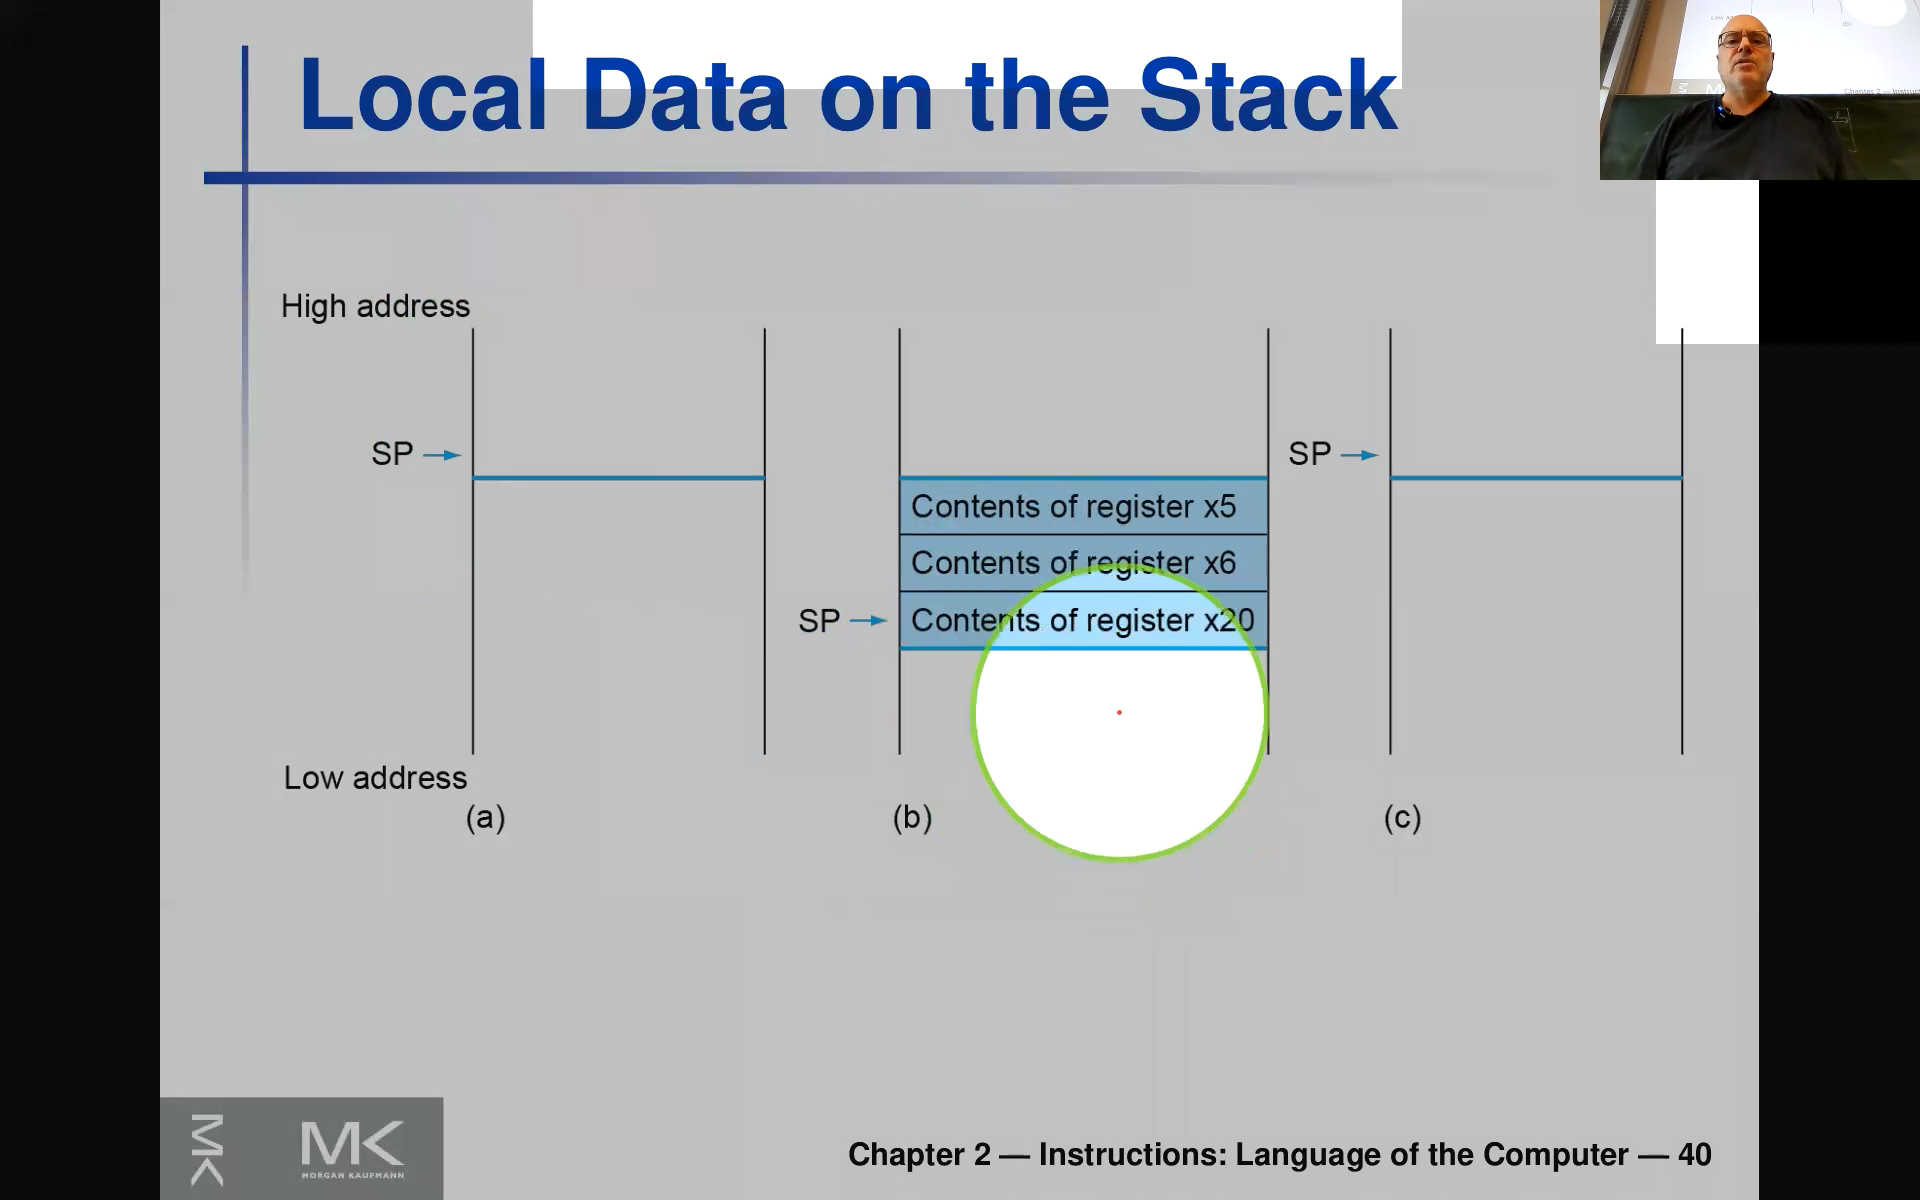 Local Data on the Stack
High address
SP
SP
Contents of register x5
Contents of register x6
SP
Contents of register x20
Low address
(a)
(b)
(c)
MK
MK
MORGAN KAUFMANN
Chapter 2 — Instructions: Language of the Computer — 40